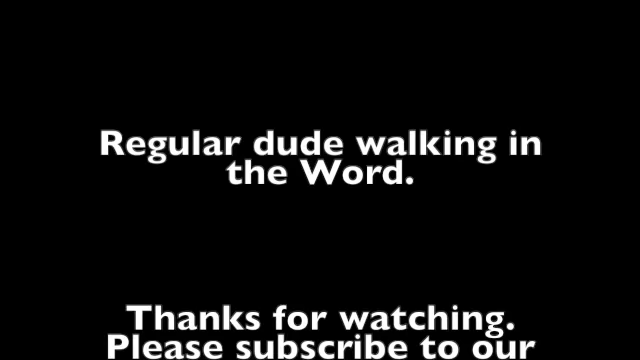 Regular dude walking in
the Word.
Thanks for watching.
Please subscribe to our